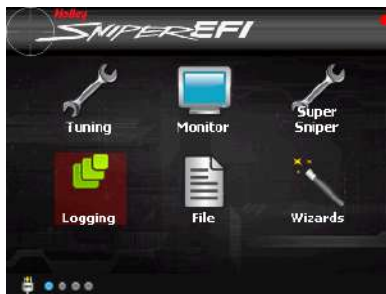 Holley
SNIPER EFI
Tuning
Monitor
Super
Sniper
Logging
File
Wizards